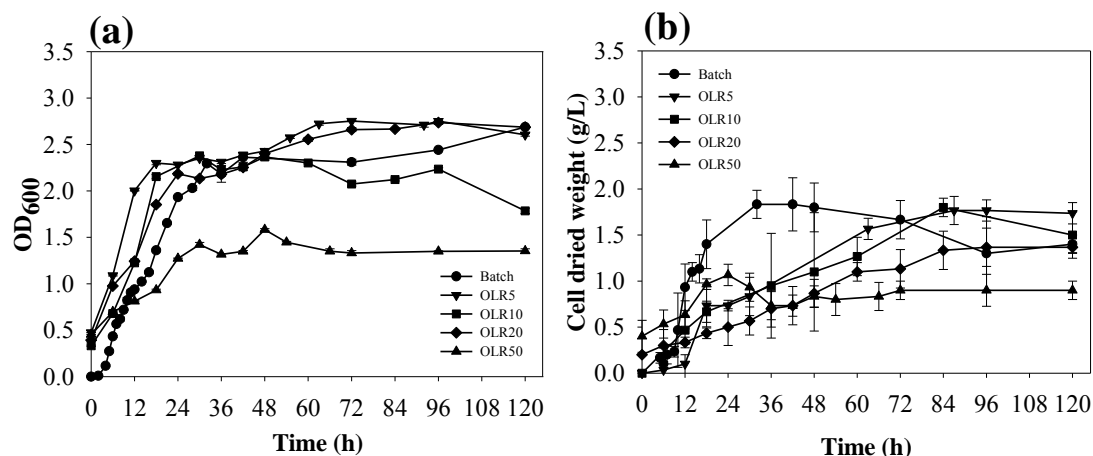 (a)
3.5
3.0
2.5
2.0
1.5
1.0
0.5
0.0
OD600
Batch
OLR5
OLR10
OLR20
OLR50
0 12 24 36 48 60 72 84 96 108 120
Time (h)
(b)
3.5
3.0
2.5
2.0
1.5
1.0
0.5
0.0
Cell dried weight (g/L)
Batch
OLR5
OLR10
OLR20
OLR50
0 12 24 36 48 60 72 84 96 108 120
Time (h)